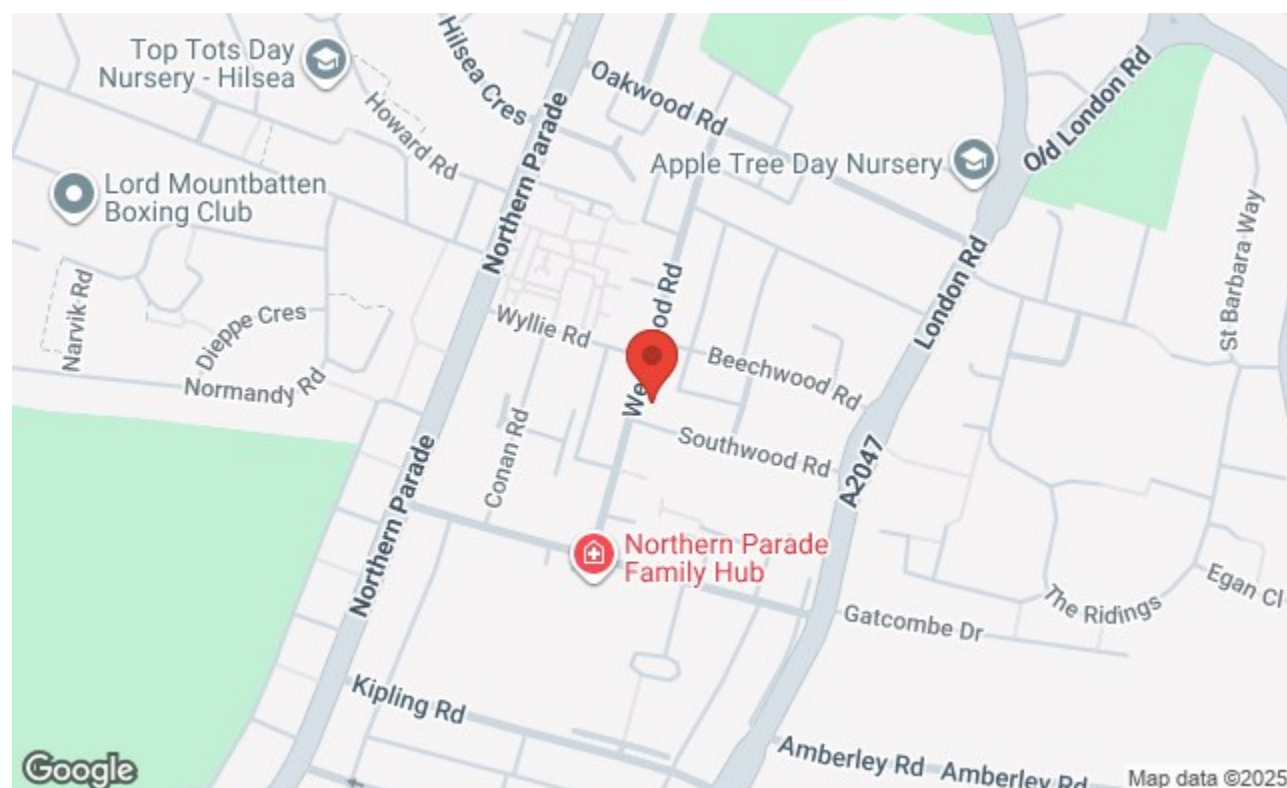 Top Tots Day
Nursery - Hilsea
Hilsea Cres
Northern Parade
Oakwood Rd
Old London Rd
Howard Rd
Apple Tree Day Nursery
Lord Mountbatten
Boxing Club
St Barbara Way
London Rd
Narvik Rd
Dieppe Cres
Wyllie Rd
Beechwood Rd
Normandy Rd
Conan Rd
Southwood Rd
A2047
Northern Parade
Northern Parade
Family Hub
Egan Cl
The Ridings
Gatcombe Dr
Kipling Rd
Amberley Rd
Amberley Rd
Google
Map data ©2025